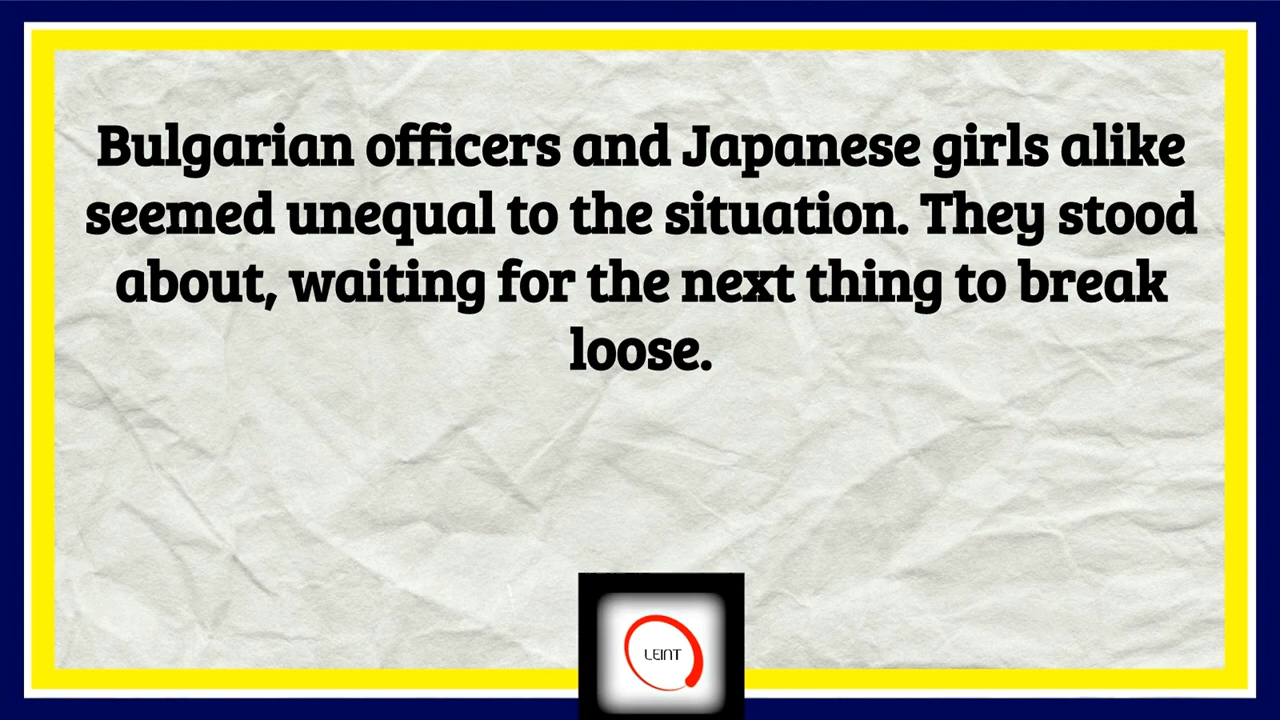 Bulgarian officers and Japanese girls alike
seemed unequal to the situation. They stood
about, waiting for the next thing to break
loose.
LEINT